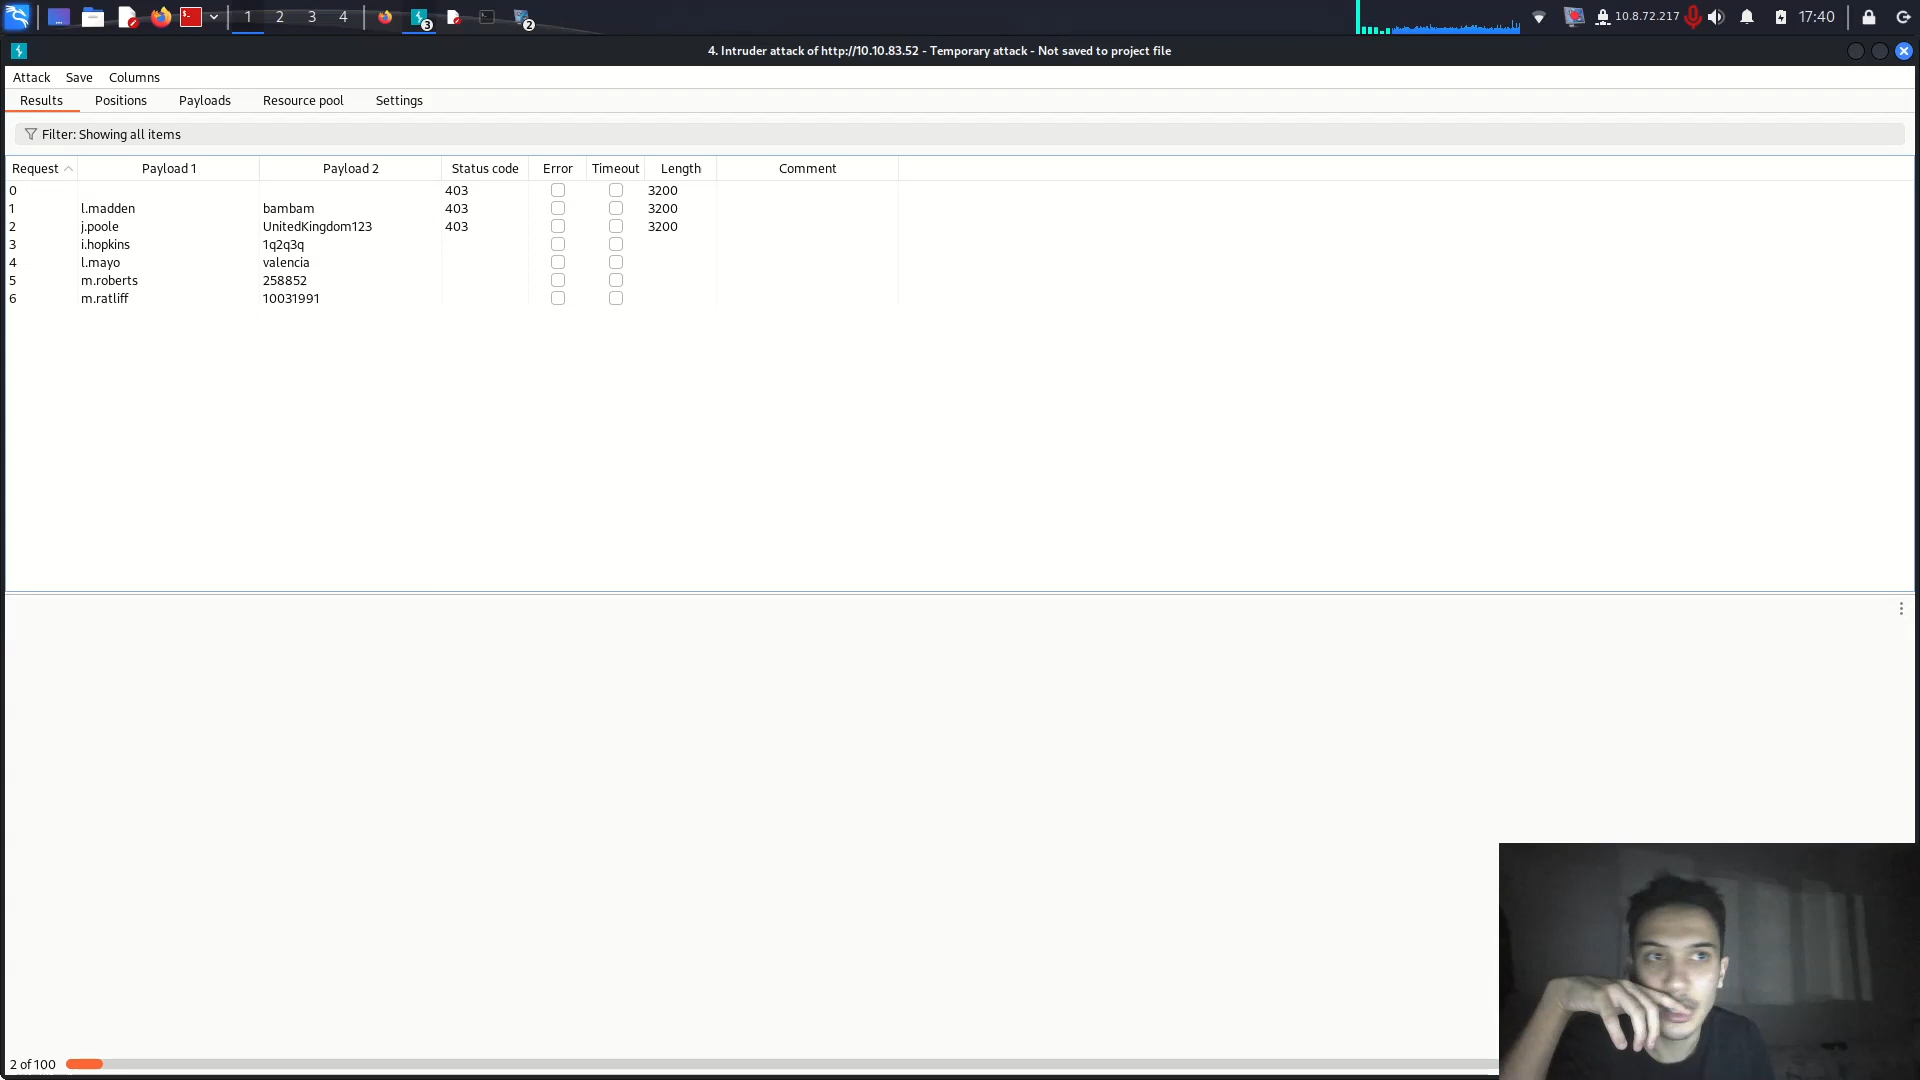 1 2 3 4 3 2 10.8.72.217 17:40
4. Intruder attack of http://10.10.83.52 - Temporary attack - Not saved to project file
Attack Save Columns
Results Positions Payloads Resource pool Settings
Filter: Showing all items
Request Payload 1 Payload 2 Status code Error Timeout Length Comment
0 403 3200
1 l.madden bambam 403 3200
2 j.poole UnitedKingdom123 403 3200
3 i.hopkins 1q2q3q
4 l.mayo valencia
5 m.roberts 258852
6 m.ratliff 10031991
2 of 100